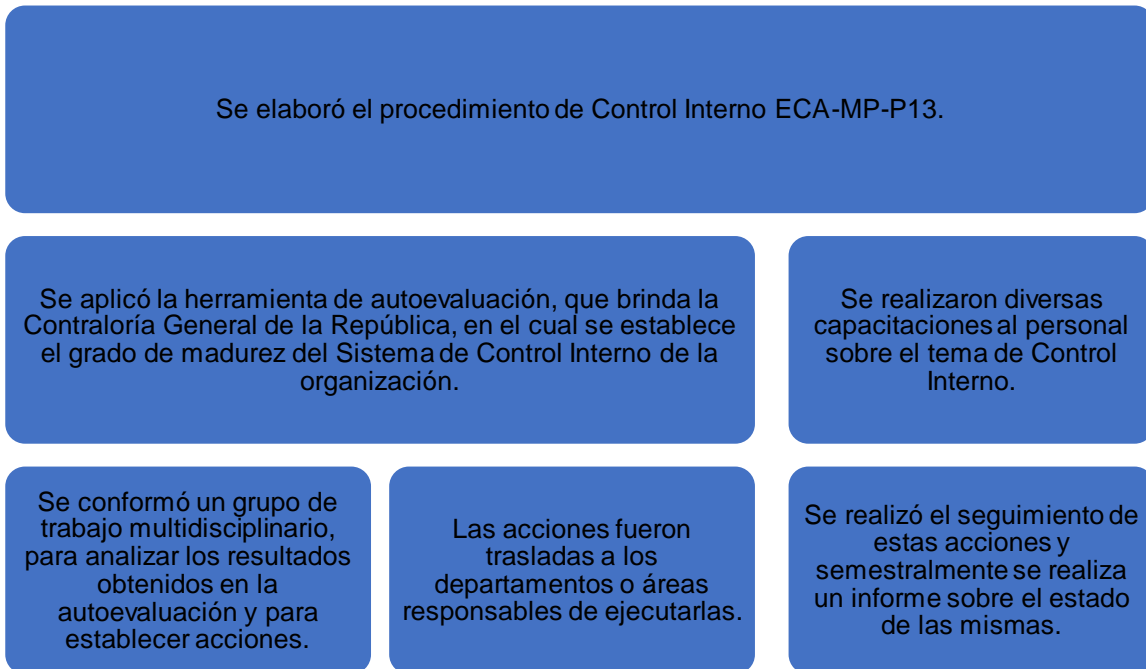 Se elaboró el procedimiento de Control Interno ECA-MP-P13.
Se aplicó la herramienta de autoevaluación, que brinda la
Contraloría General de la República, en el cual se establece
el grado de madurez del Sistema de Control Interno de la
organización.
Se realizaron diversas
capacitaciones al personal
sobre el tema de Control
Interno.
Se conformó un grupo de
trabajo multidisciplinario,
para analizar los resultados
obtenidos en la
autoevaluación y para
establecer acciones.
Las acciones fueron
trasladas a los
departamentos o áreas
responsables de ejecutarlas.
Se realizó el seguimiento de
estas acciones y
semestralmente se realiza
un informe sobre el estado
de las mismas.